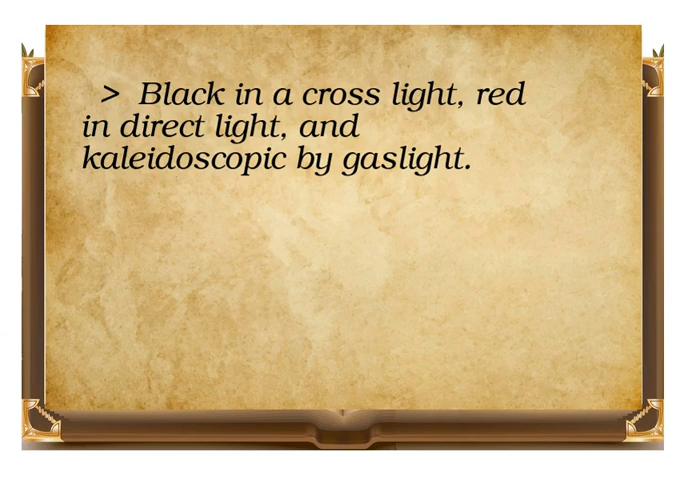 > Black in a cross light, red
in direct light, and
kaleidoscopic by gaslight.